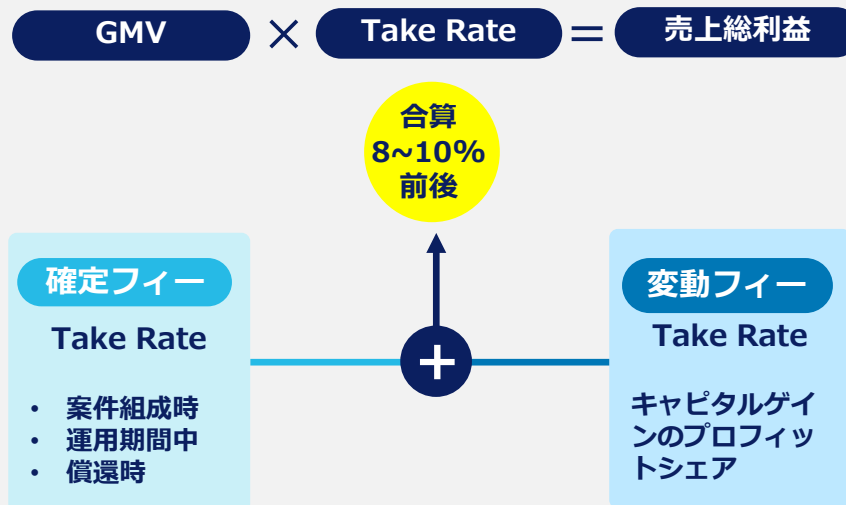 GMV × Take Rate = 売上総利益
合算
8~10%
前後
確定フィー
Take Rate
• 案件組成時
• 運用期間中
• 償還時
+
変動フィー
Take Rate
キャピタルゲイ
ンのプロフィッ
トシェア